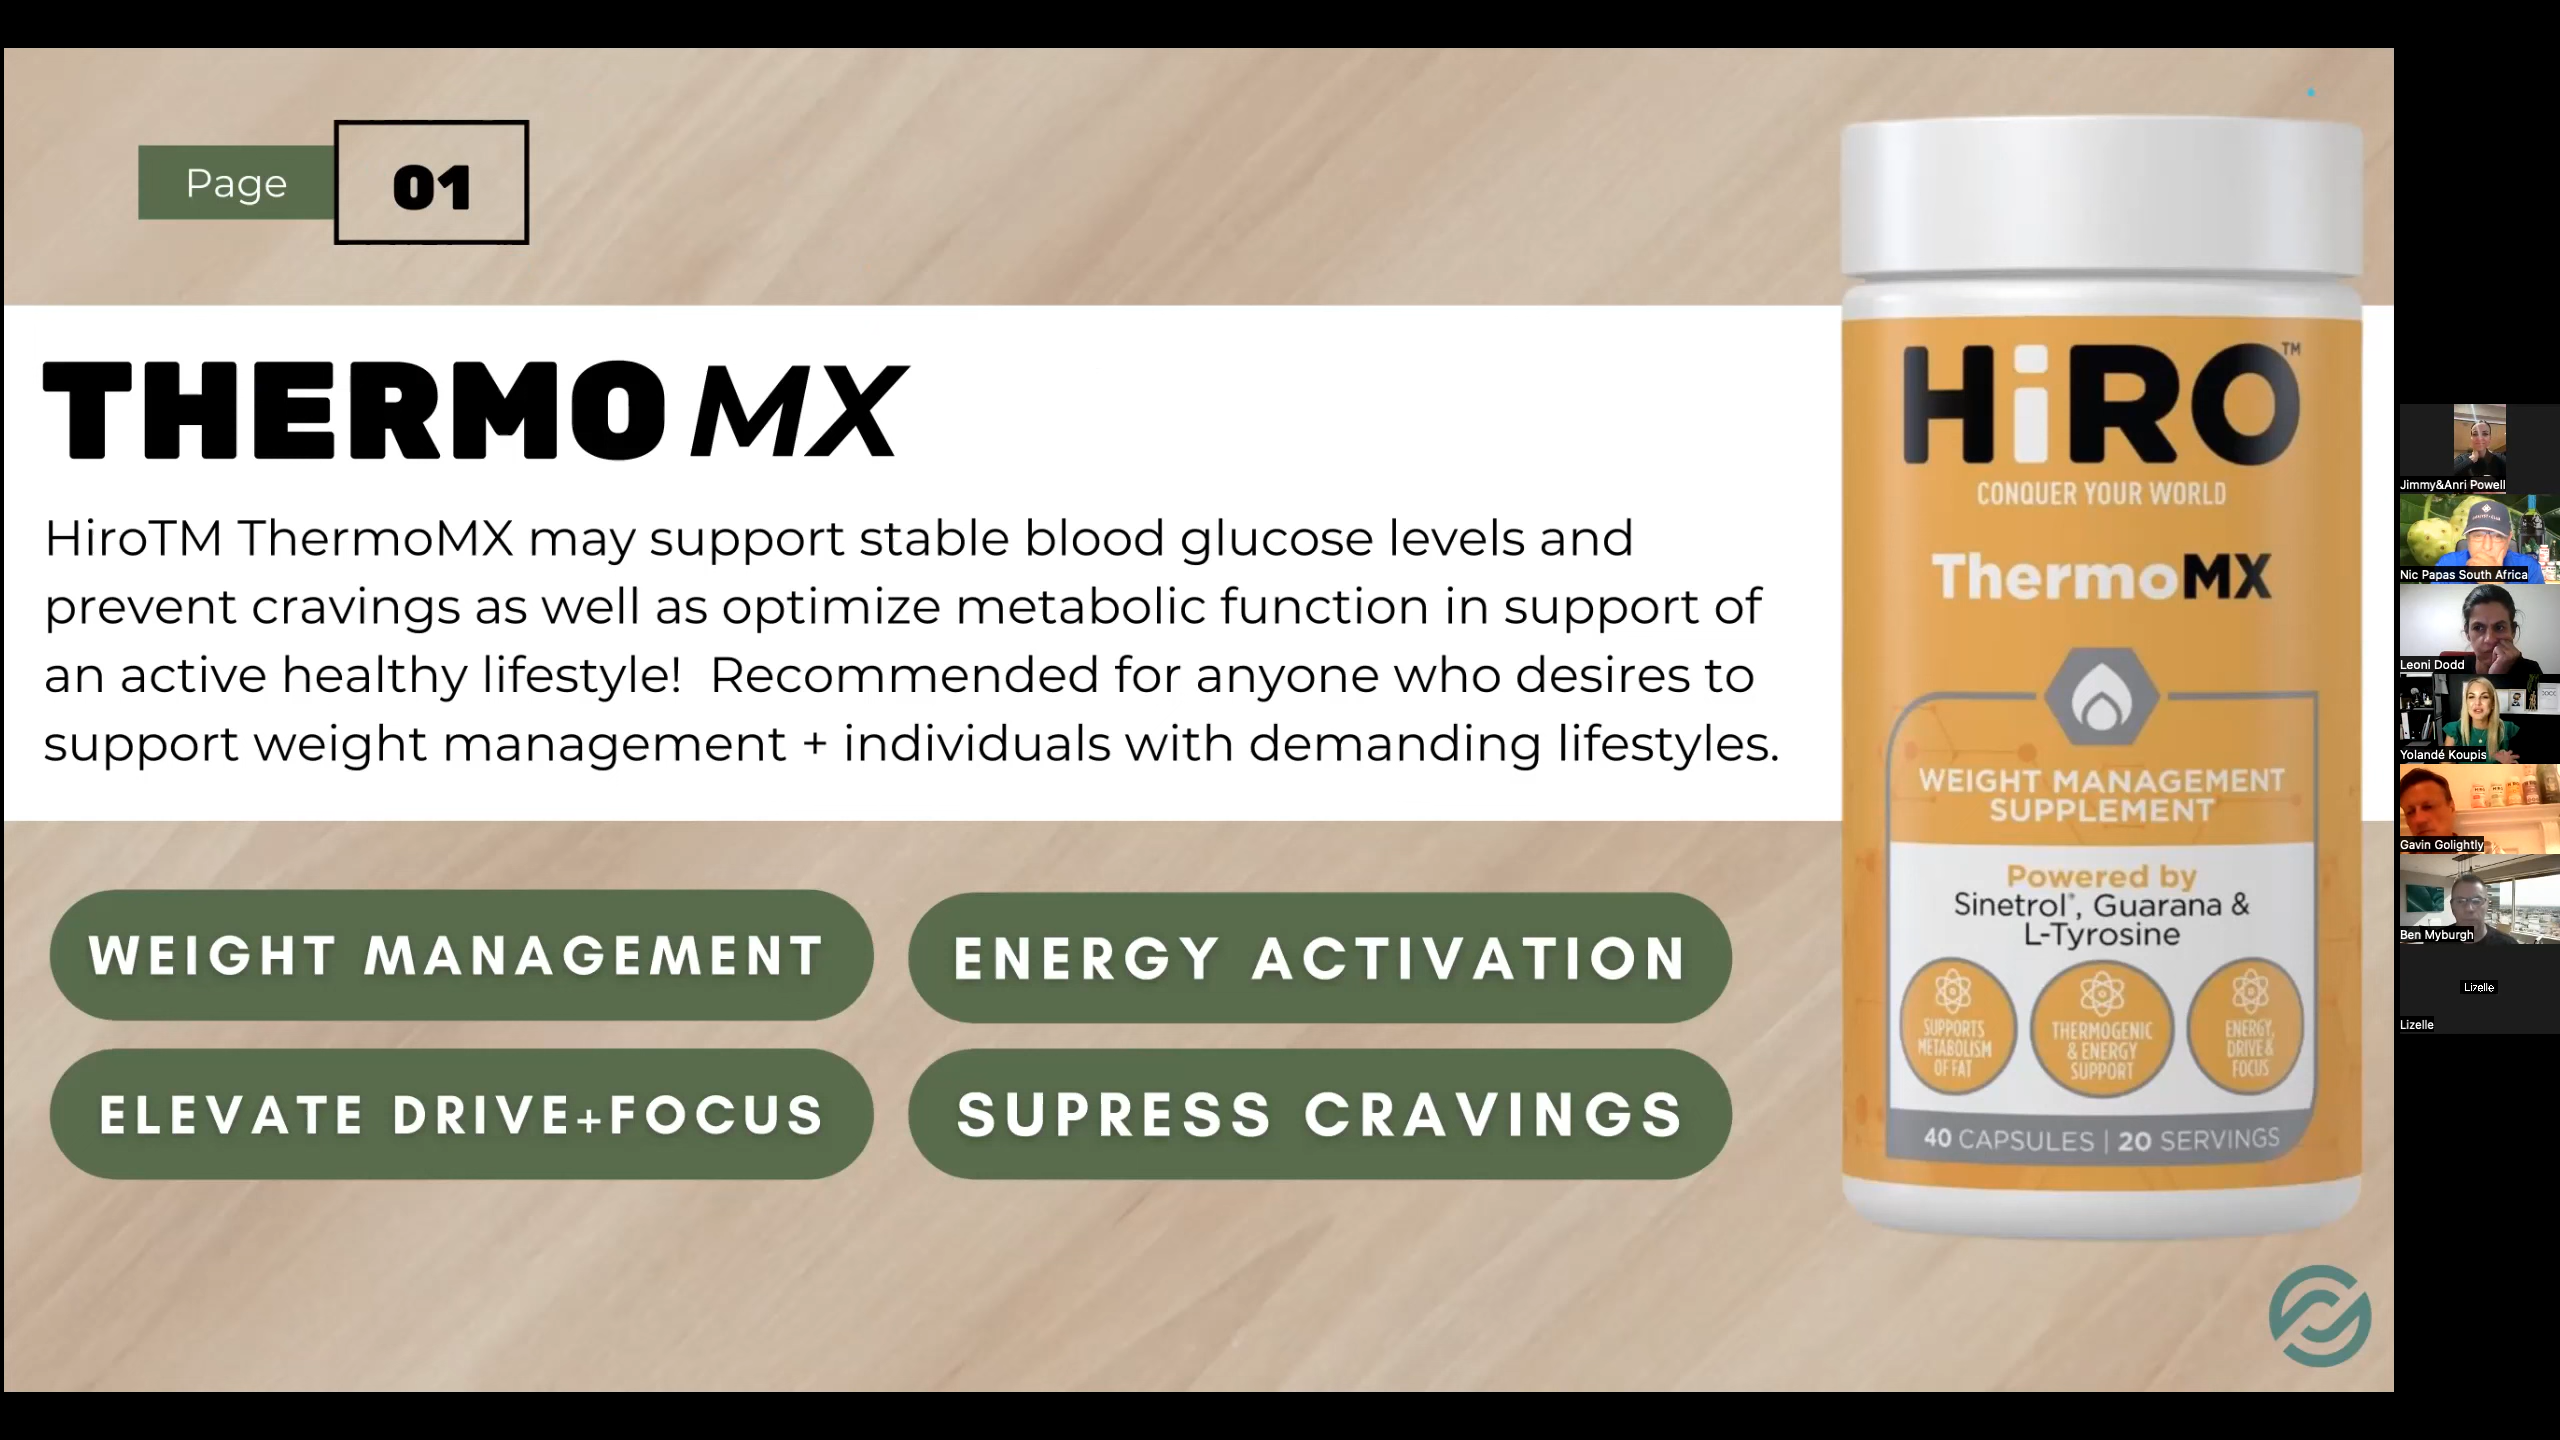 Page
01
THERMO MX
HiroTM ThermoMX may support stable blood glucose levels and
prevent cravings as well as optimize metabolic function in support of
an active healthy lifestyle! Recommended for anyone who desires to
support weight management + individuals with demanding lifestyles.
WEIGHT MANAGEMENT
ENERGY ACTIVATION
ELEVATE DRIVE+FOCUS
SUPRESS CRAVINGS
HiRO™
CONQUER YOUR WORLD
ThermoMX
WEIGHT MANAGEMENT
SUPPLEMENT
Powered by
Sinetrol®, Guarana &
L-Tyrosine
SUPPORTS
METABOLISM
OF FAT
THERMOGENIC
& ENERGY
SUPPORT
ENERGY,
DRIVE &
FOCUS
40 CAPSULES | 20 SERVINGS
Jimmy&Anri Powell
Nic Papas South Africa
Leoni Dodd
Yolandé Koupis
Gavin Golightly
Ben Myburgh
Lizelle
Lizelle